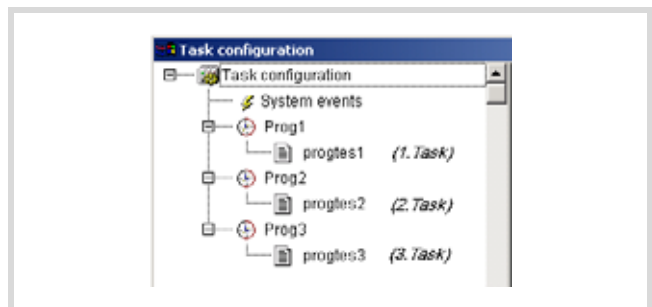 Task configuration
Task configuration
System events
Prog1
progtes1 (1.Task)
Prog2
progtes2 (2.Task)
Prog3
progtes3 (3.Task)